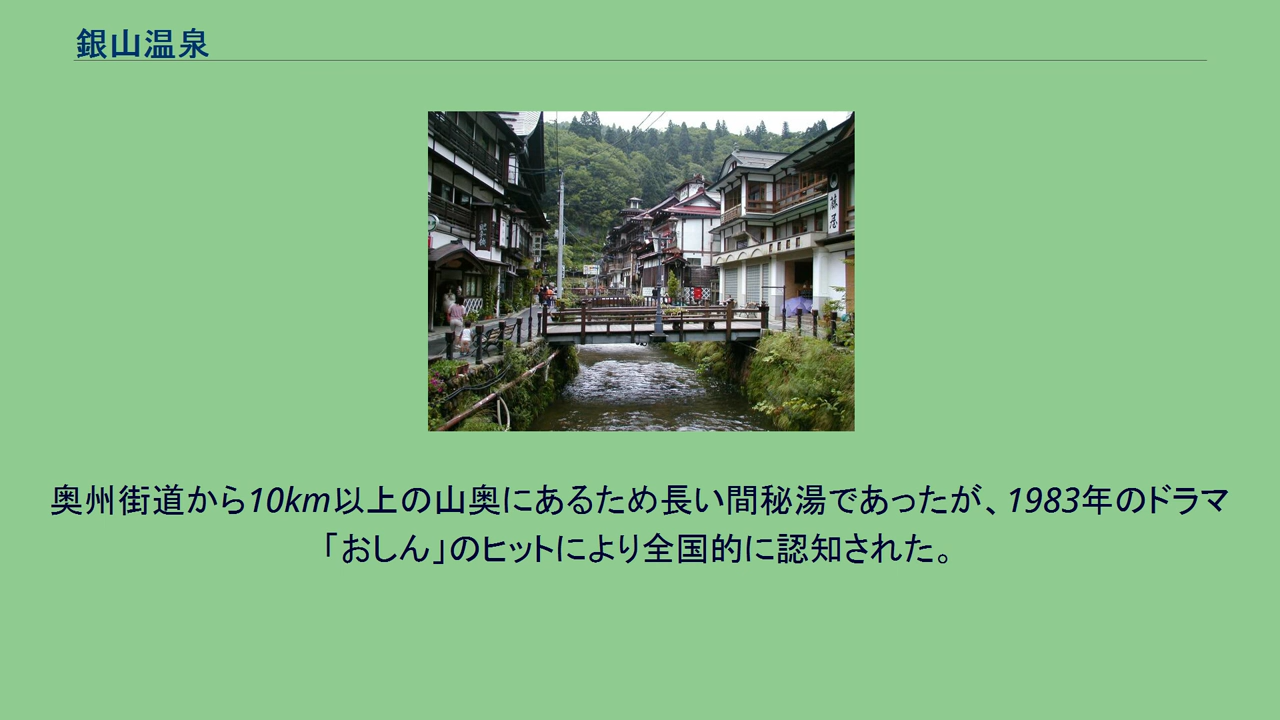 銀山温泉
藤屋
奥州街道から10km以上の山奥にあるため長い間秘湯であったが、1983年のドラマ
「おしん」のヒットにより全国的に認知された。